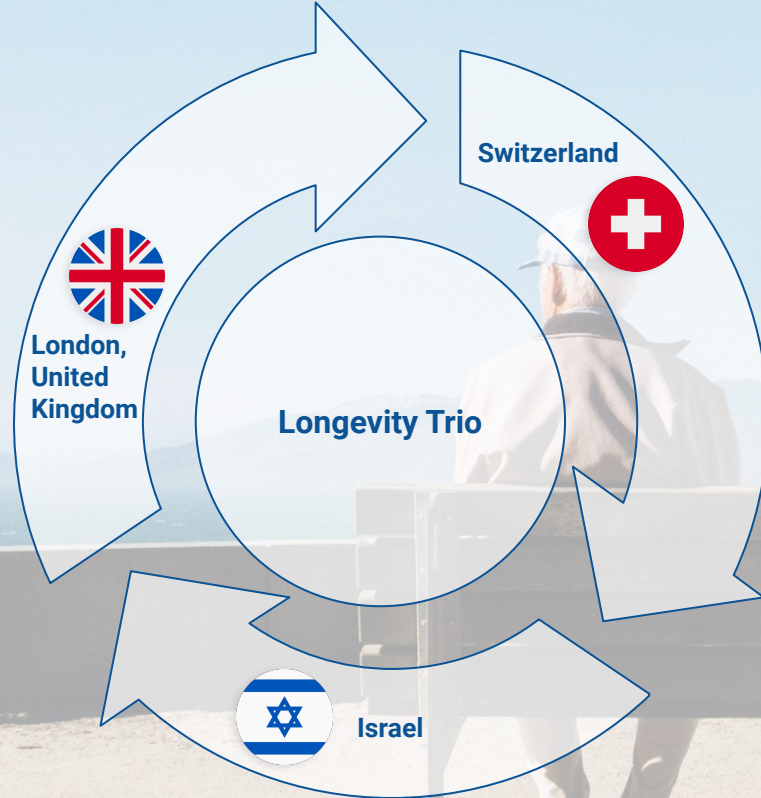 Switzerland
London,
United
Kingdom
Longevity Trio
Israel